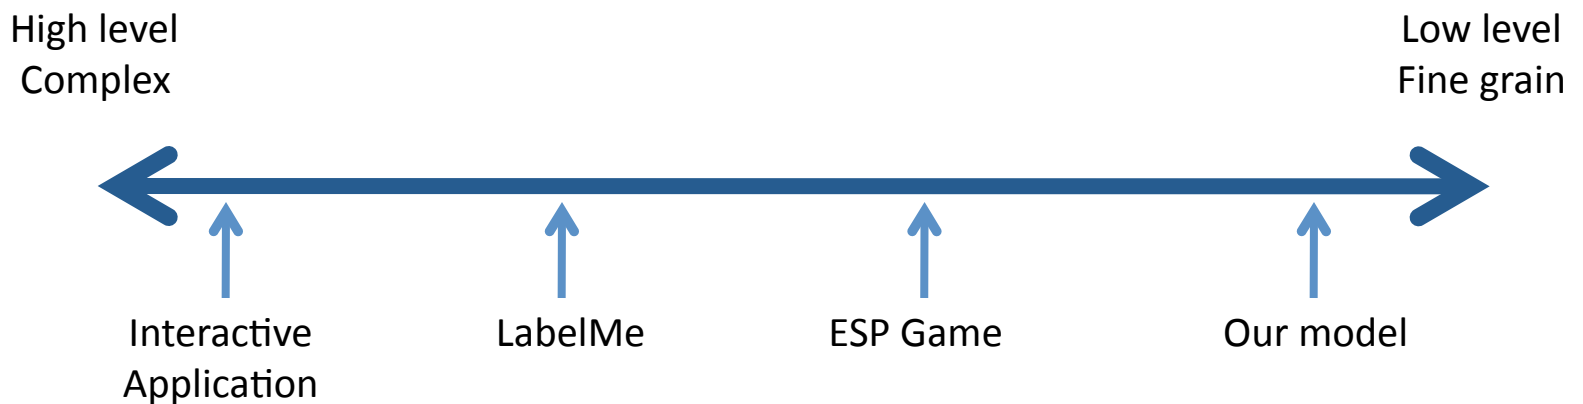 High level
Complex
Low level
Fine grain
Interactive
Application
LabelMe
ESP Game
Our model